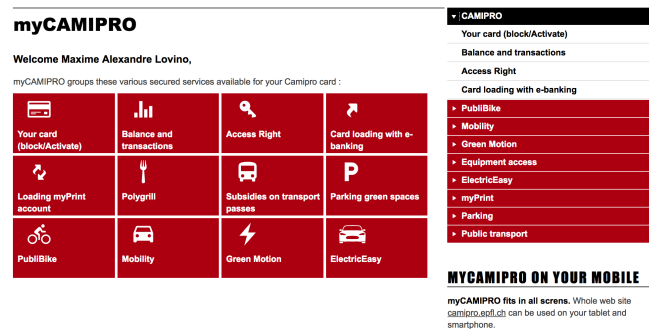 myCAMIPRO
Welcome Maxime Alexandre Lovino,
myCAMIPRO groups these various secured services available for your Camipro card :
Your card
(block/Activate)
Balance and
transactions
Access Right
Card loading with e-
banking
Loading myPrint
account
Polygrill
Subsidies on transport
passes
Parking green spaces
PubliBike
Mobility
Green Motion
ElectricEasy
CAMIPRO
Your card (block/Activate)
Balance and transactions
Access Right
Card loading with e-banking
PubliBike
Mobility
Green Motion
Equipment access
ElectricEasy
myPrint
Parking
Public transport
MYCAMIPRO ON YOUR MOBILE
myCAMIPRO fits in all screns. Whole web site
camipro.epfl.ch can be used on your tablet and
smartphone.